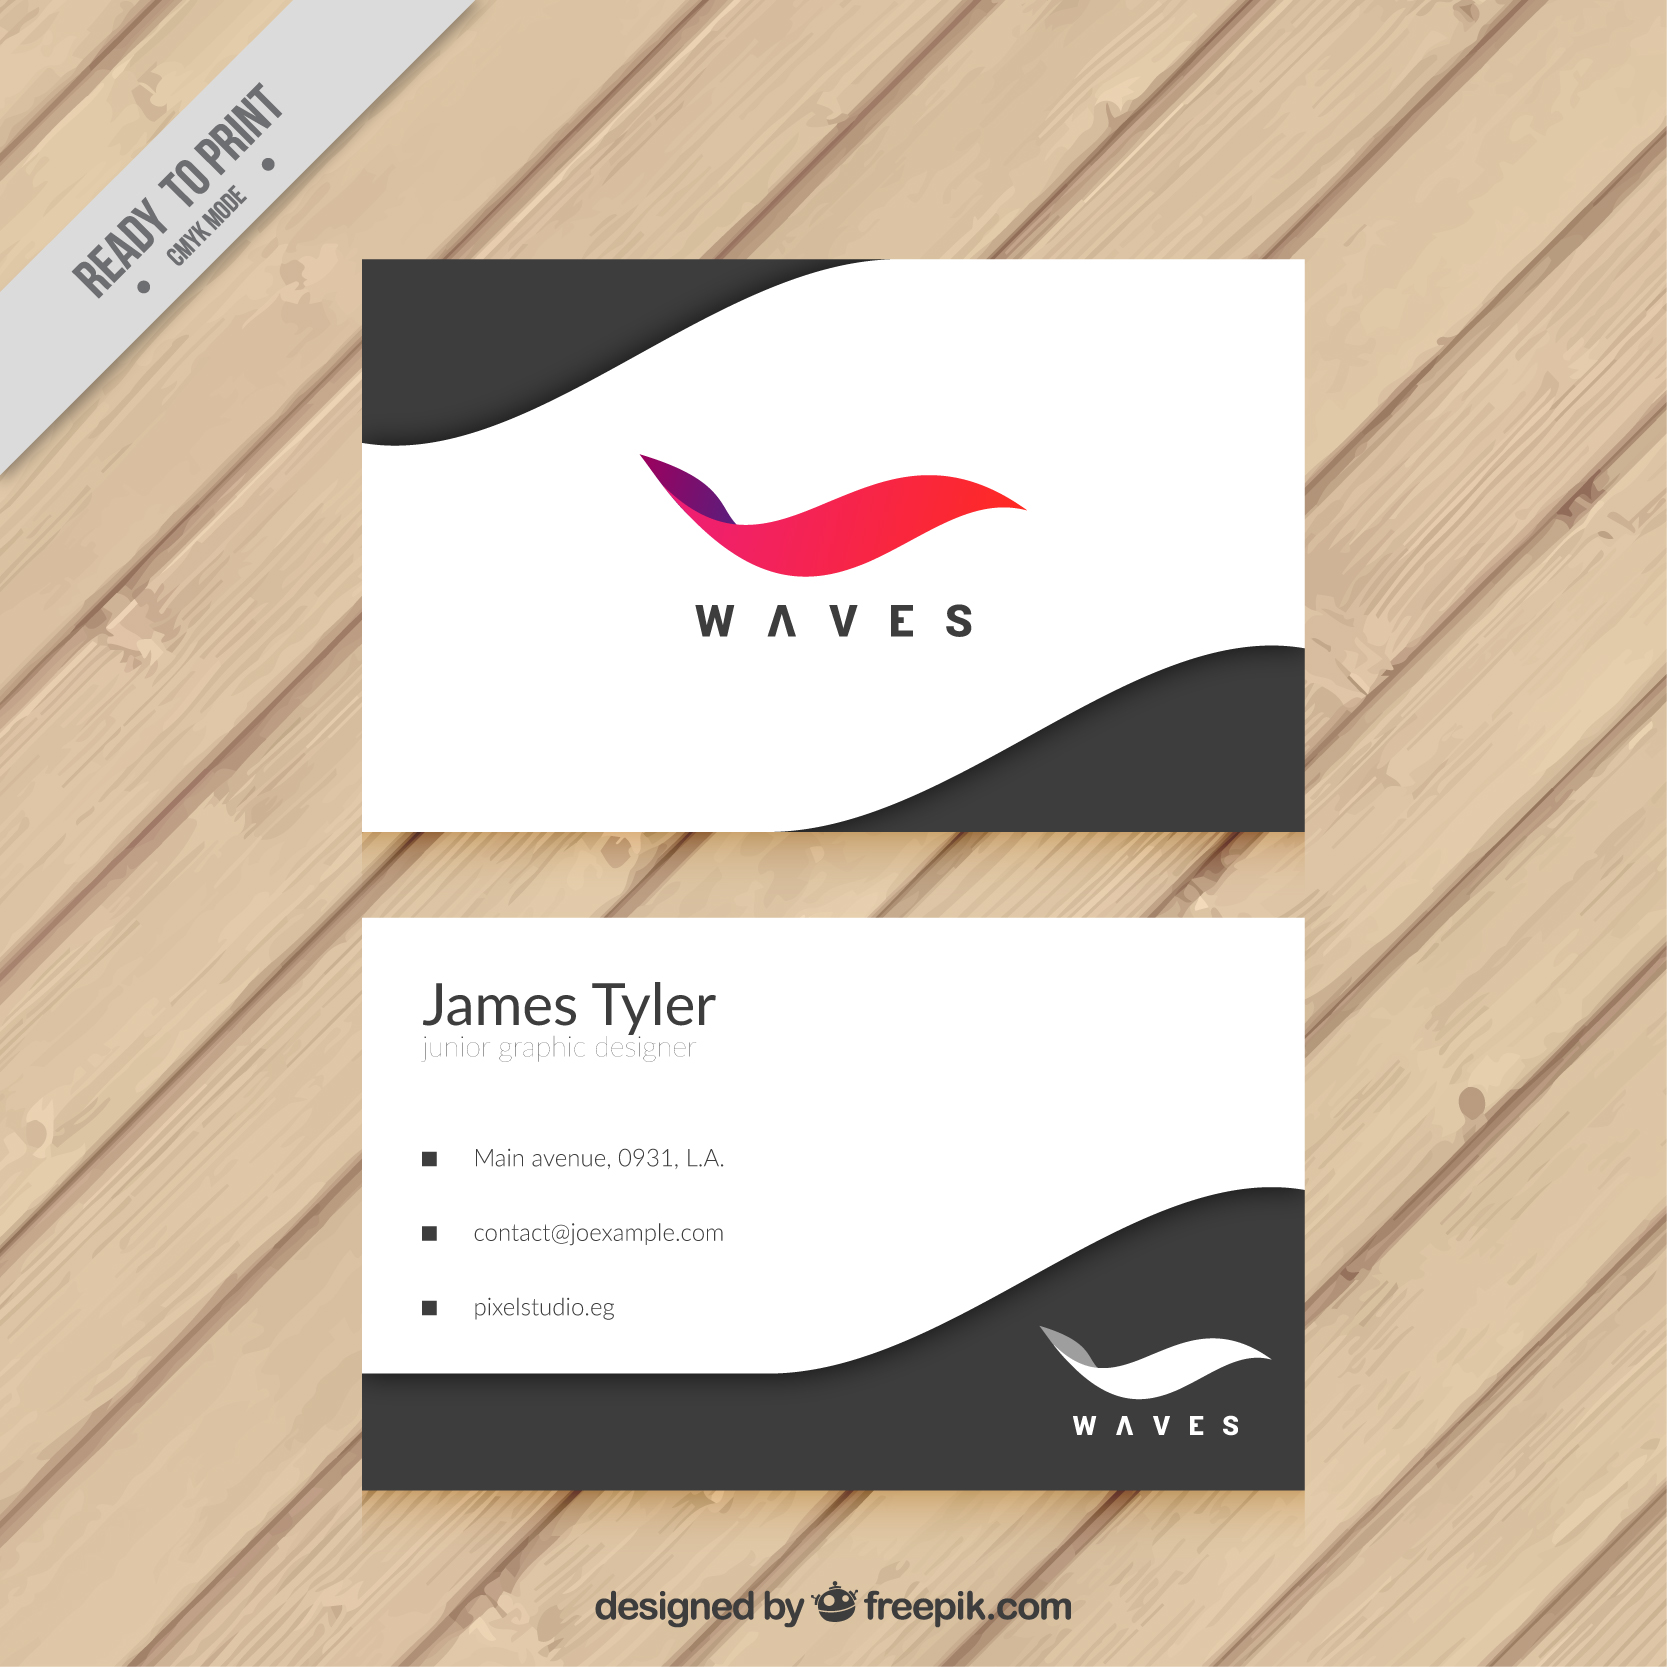 READY TO PRINT
• CMYK MODE •
WAVES
James Tyler
junior graphic designer
Main avenue, 0931, L.A.
contact@joexample.com
pixelstudio.eg
WAVES
designed by freepik.com